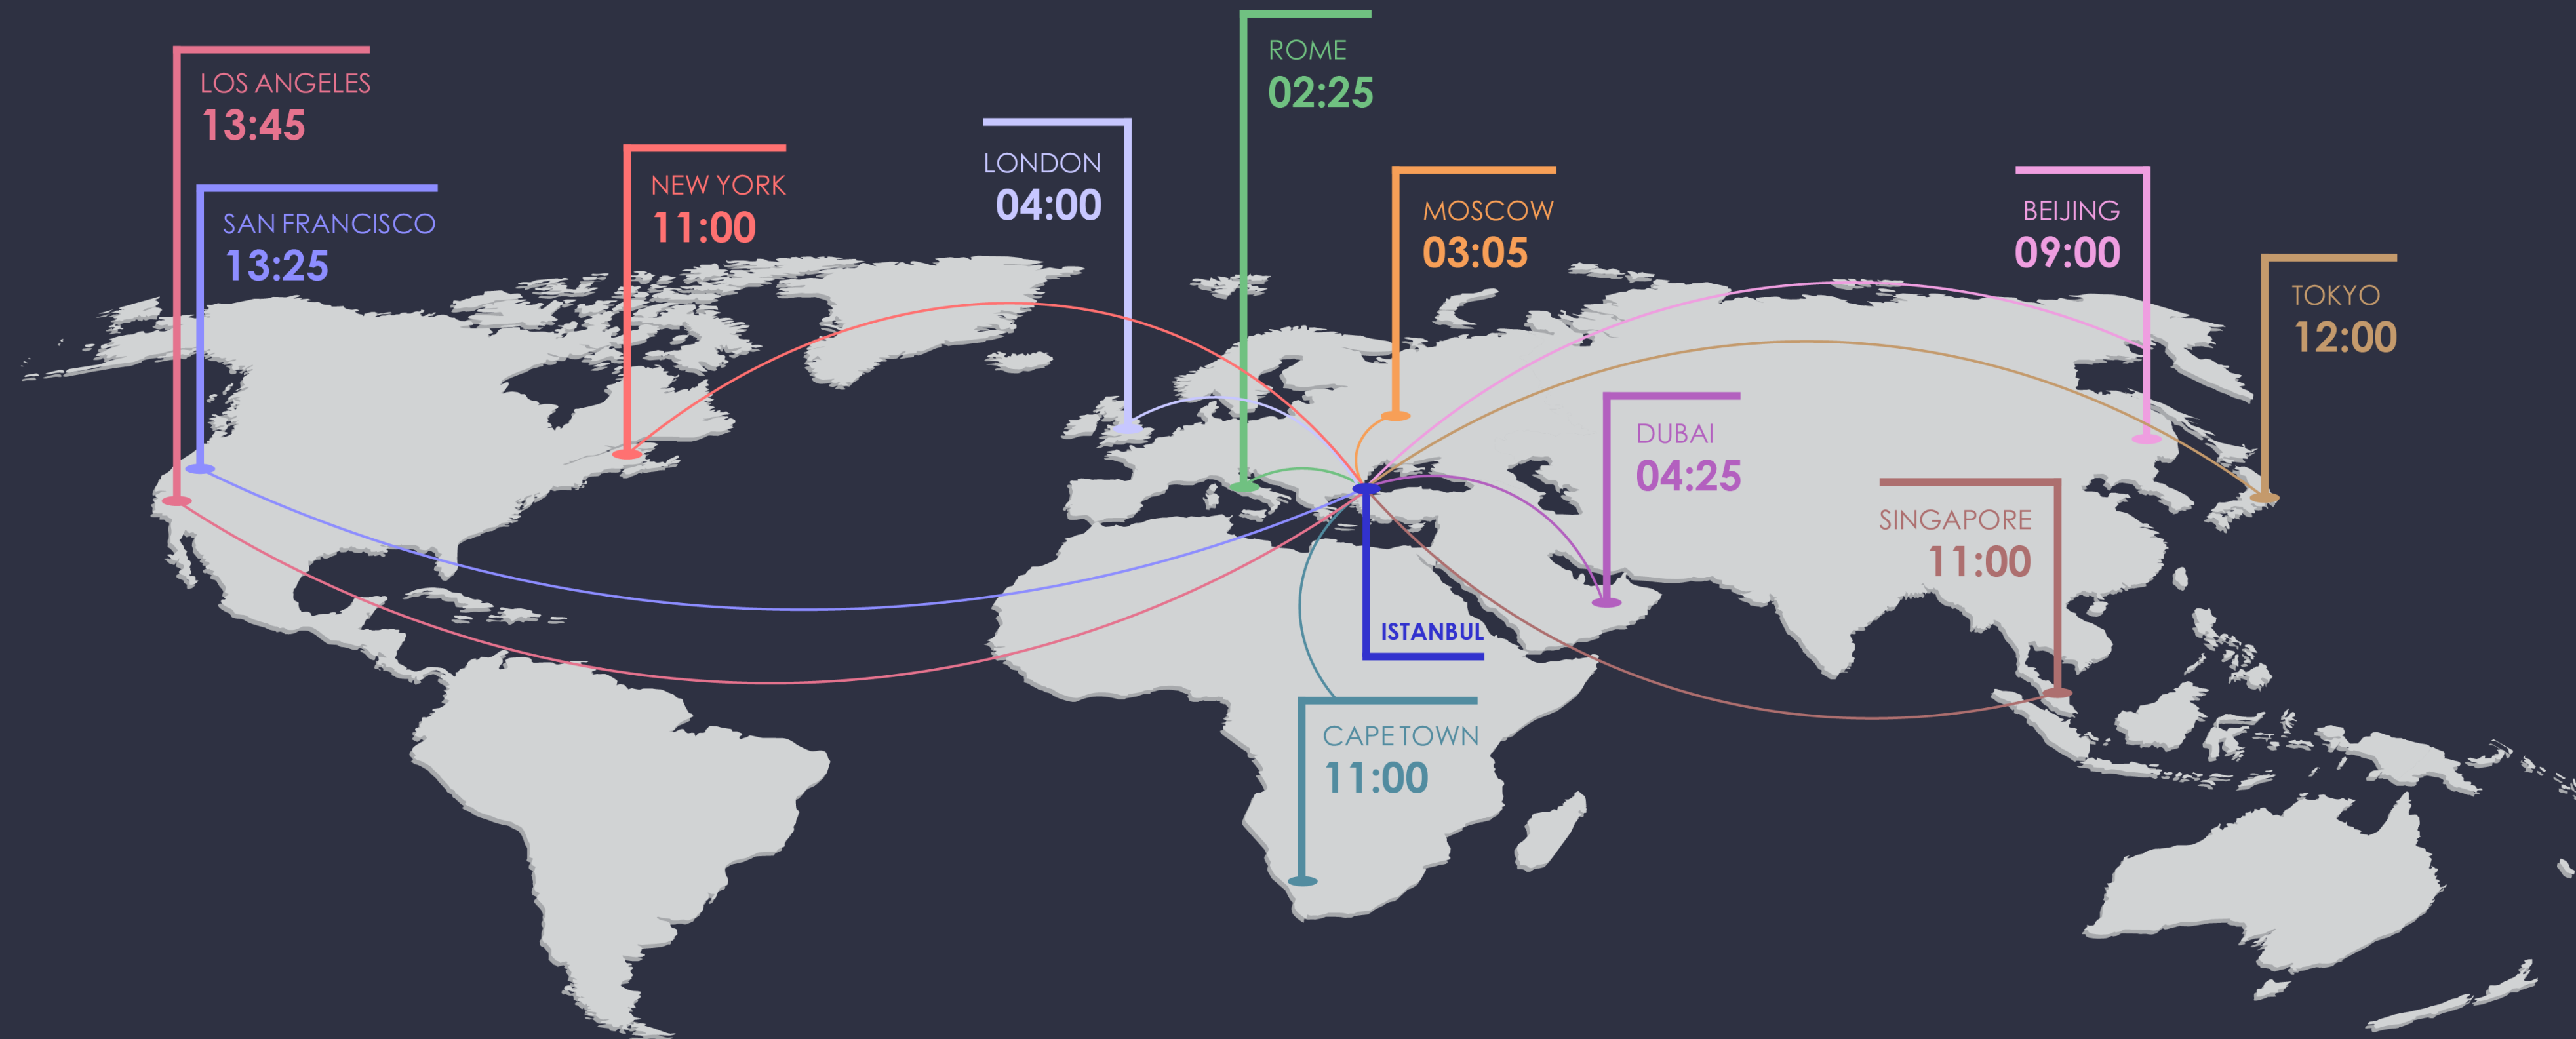 LOS ANGELES
13:45
SAN FRANCISCO
13:25
NEW YORK
11:00
LONDON
04:00
ROME
02:25
MOSCOW
03:05
DUBAI
04:25
BEIJING
09:00
TOKYO
12:00
SINGAPORE
11:00
ISTANBUL
CAPE TOWN
11:00